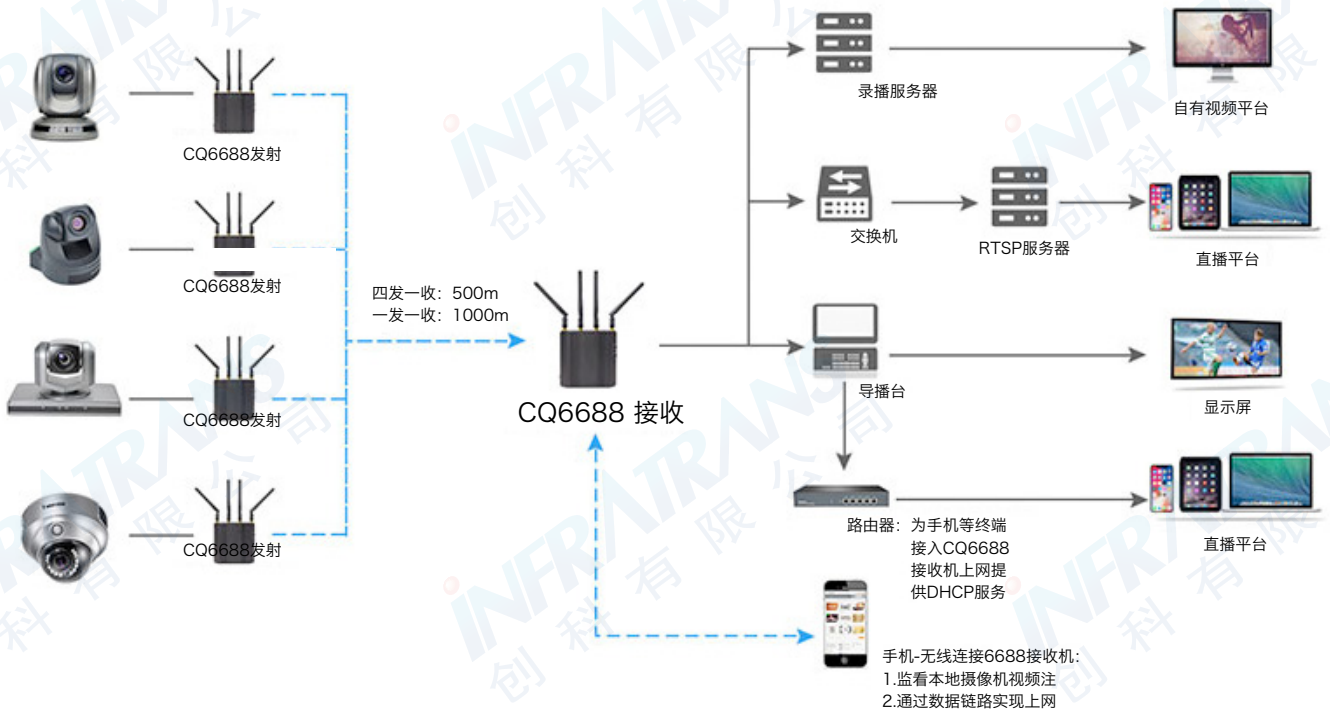 录播服务器
自有视频平台
CQ6688发射
交换机
RTSP服务器
直播平台
CQ6688发射
四发一收：500m
一发一收：1000m
导播台
显示屏
CQ6688 接收
CQ6688发射
路由器：为手机等终端
接入CQ6688
接收机上网提
供DHCP服务
直播平台
CQ6688发射
手机-无线连接6688接收机：
1.监看本地摄像机视频注
2.通过数据链路实现上网
INFRATRANS
创科有限公司